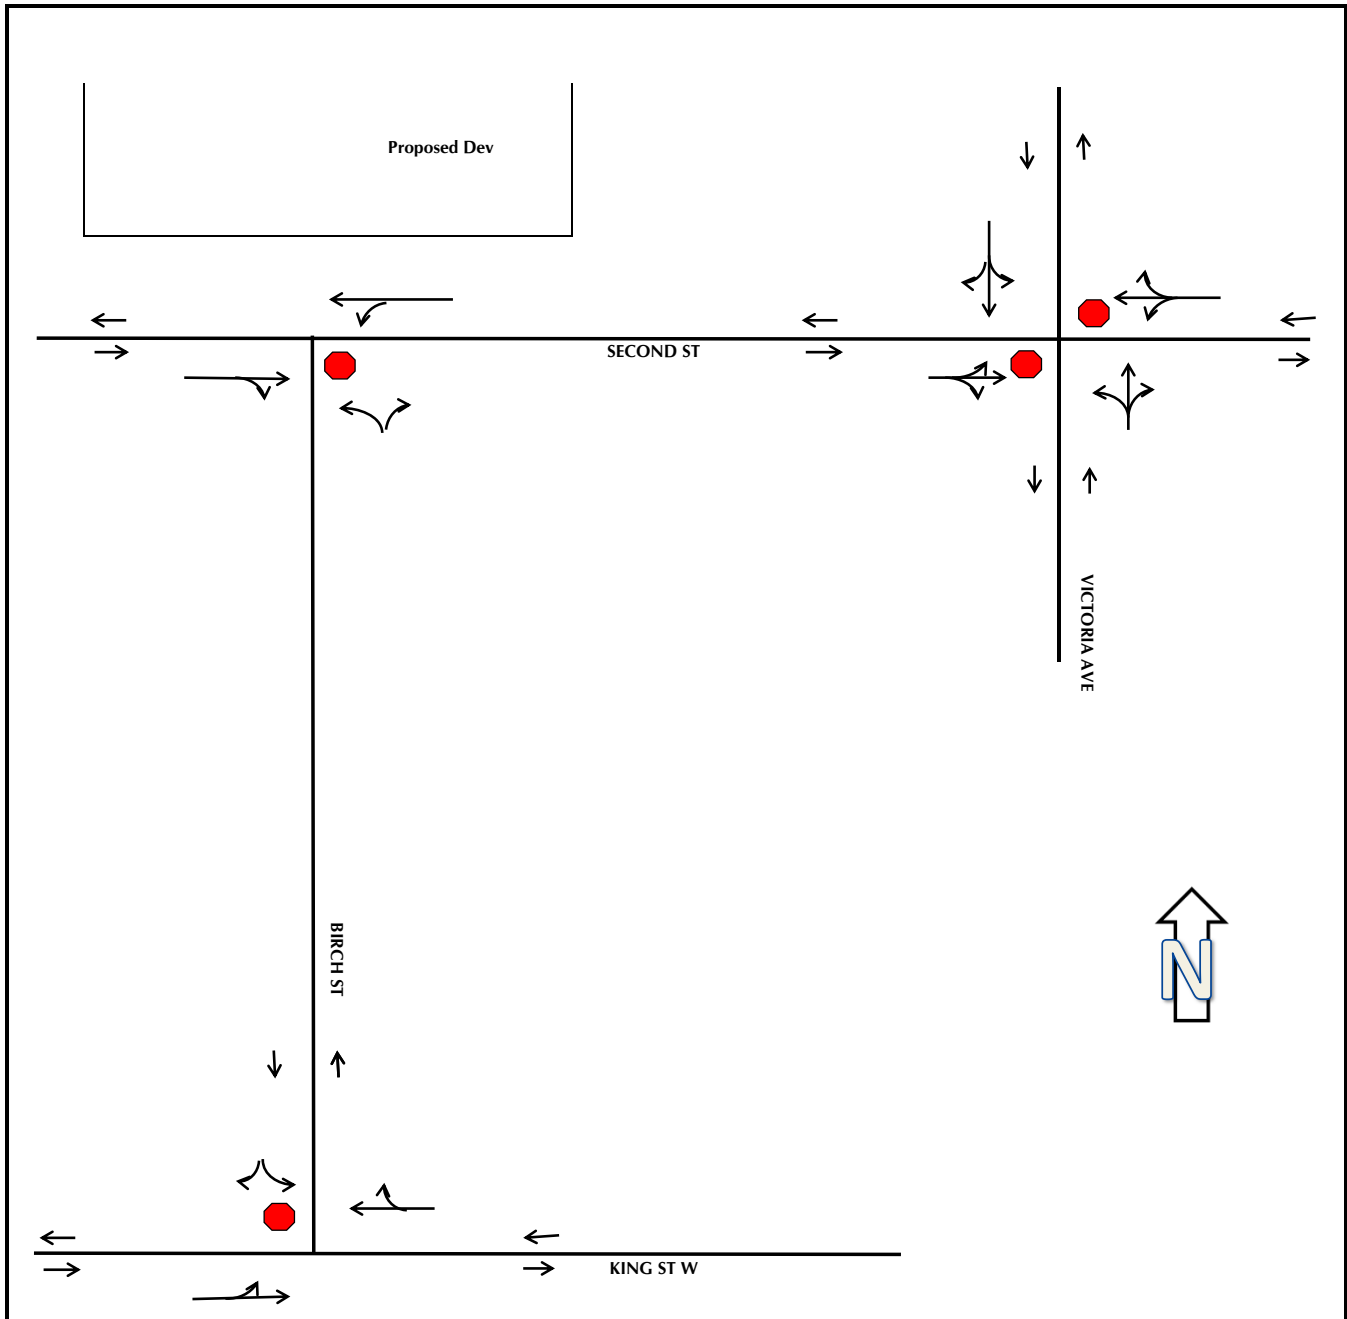 Proposed Dev
SECOND ST
VICTORIA AVE
BIRCH ST
N
KING ST W